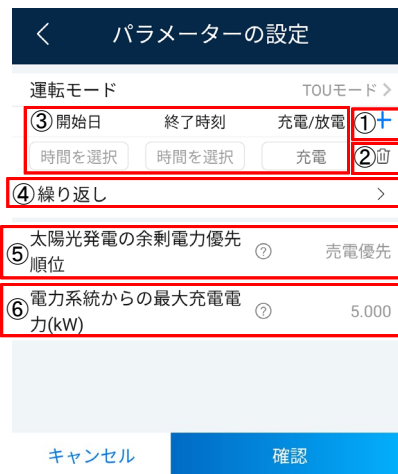 パラメーターの設定
運転モード TOUモード
③開始日 終了時刻 充電/放電 ①+
時間を選択 時間を選択 充電 ②
④繰り返し
⑤太陽光発電の余剰電力優先
順位 ? 売電優先
⑥電力系統からの最大充電電
力(kW) ? 5.000
キャンセル 確認